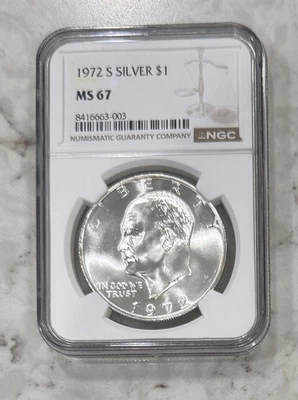 1972 S SILVER $1
MS 67
8416663-003
NUMISMATIC GUARANTY COMPANY
NGC
LIBERTY
IN GOD WE
TRUST
1972